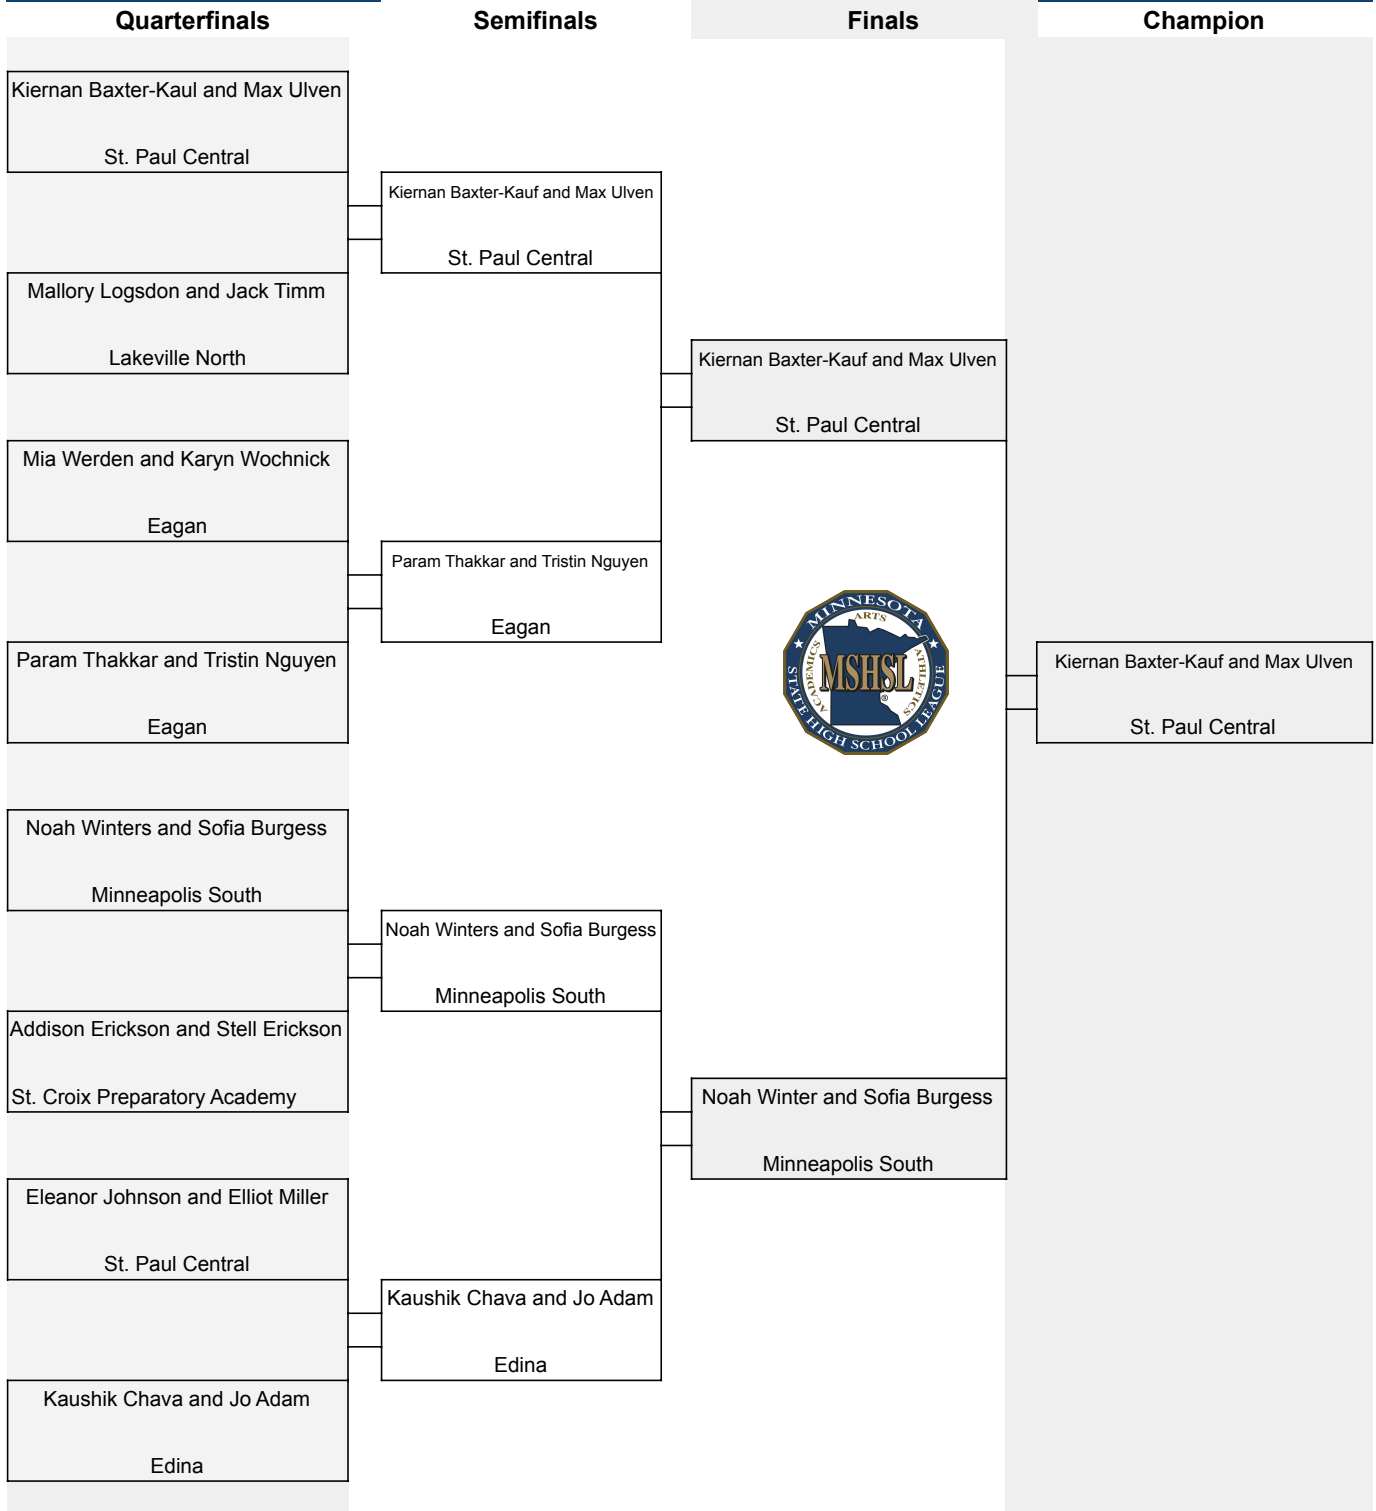 Quarterfinals
Semifinals
Finals
Champion
Kiernan Baxter-Kaul and Max Ulven
St. Paul Central
Mallory Logsdon and Jack Timm
Lakeville North
Mia Werden and Karyn Wochnick
Eagan
Param Thakkar and Tristin Nguyen
Eagan
Noah Winters and Sofia Burgess
Minneapolis South
Addison Erickson and Stell Erickson
St. Croix Preparatory Academy
Eleanor Johnson and Elliot Miller
St. Paul Central
Kaushik Chava and Jo Adam
Edina
Kiernan Baxter-Kauf and Max Ulven
St. Paul Central
Param Thakkar and Tristin Nguyen
Eagan
Noah Winters and Sofia Burgess
Minneapolis South
Kaushik Chava and Jo Adam
Edina
Kiernan Baxter-Kauf and Max Ulven
St. Paul Central
MINNESOTA
STATE HIGH SCHOOL LEAGUE
ACADEMICS
ARTS
ATHLETICS
MSHSL
®
Noah Winter and Sofia Burgess
Minneapolis South
Kiernan Baxter-Kauf and Max Ulven
St. Paul Central